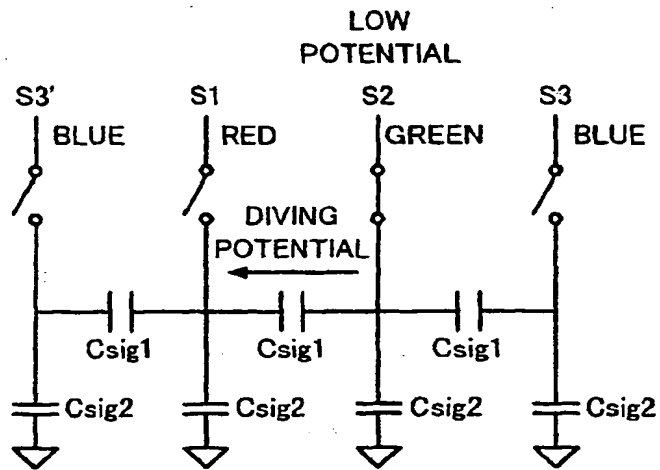 LOW
POTENTIAL
S3' S1 S2 S3
BLUE RED GREEN BLUE
DIVING
POTENTIAL
Csig1 Csig1 Csig1
Csig2 Csig2 Csig2 Csig2